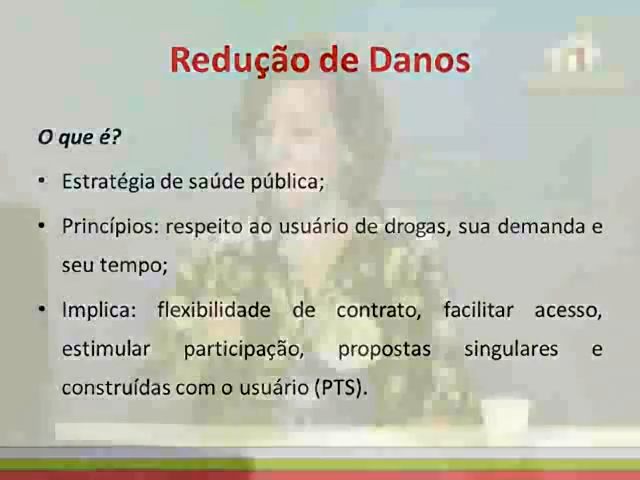 Redução de Danos
O que é?
• Estratégia de saúde pública;
• Princípios: respeito ao usuário de drogas, sua demanda e
seu tempo;
• Implica: flexibilidade de contrato, facilitar acesso,
estimular participação, propostas singulares e
construídas com o usuário (PTS).